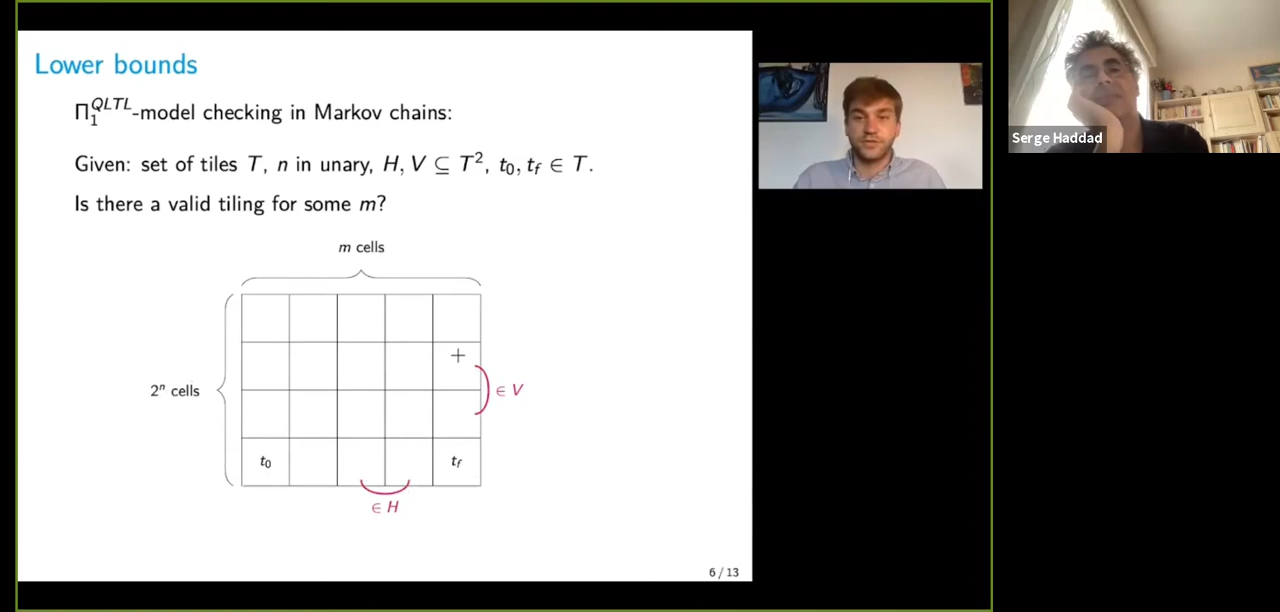 Lower bounds
Π₁^QLTL-model checking in Markov chains:
Given: set of tiles T, n in unary, H, V ⊆ T², t₀, t_f ∈ T.
Is there a valid tiling for some m?
m cells
+
2ⁿ cells
∈ V
t₀
t_f
∈ H
6 / 13
Serge Haddad